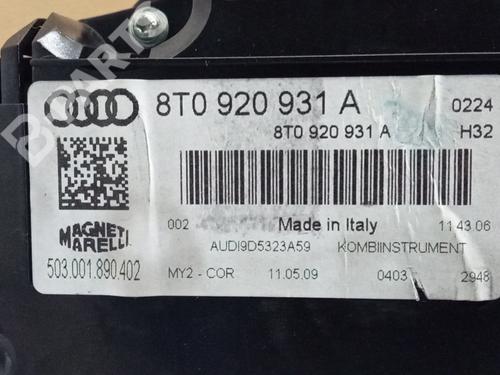 8T0 920 931 A 0224
8T0 920 931 A H32
002 Made in Italy 11.43.06
MAGNETI MARELLI
AUDI9D5323A59 KOMBIINSTRUMENT
503.001.890.402
MY2 - COR 11.05.09 0403 2948
B PARTS